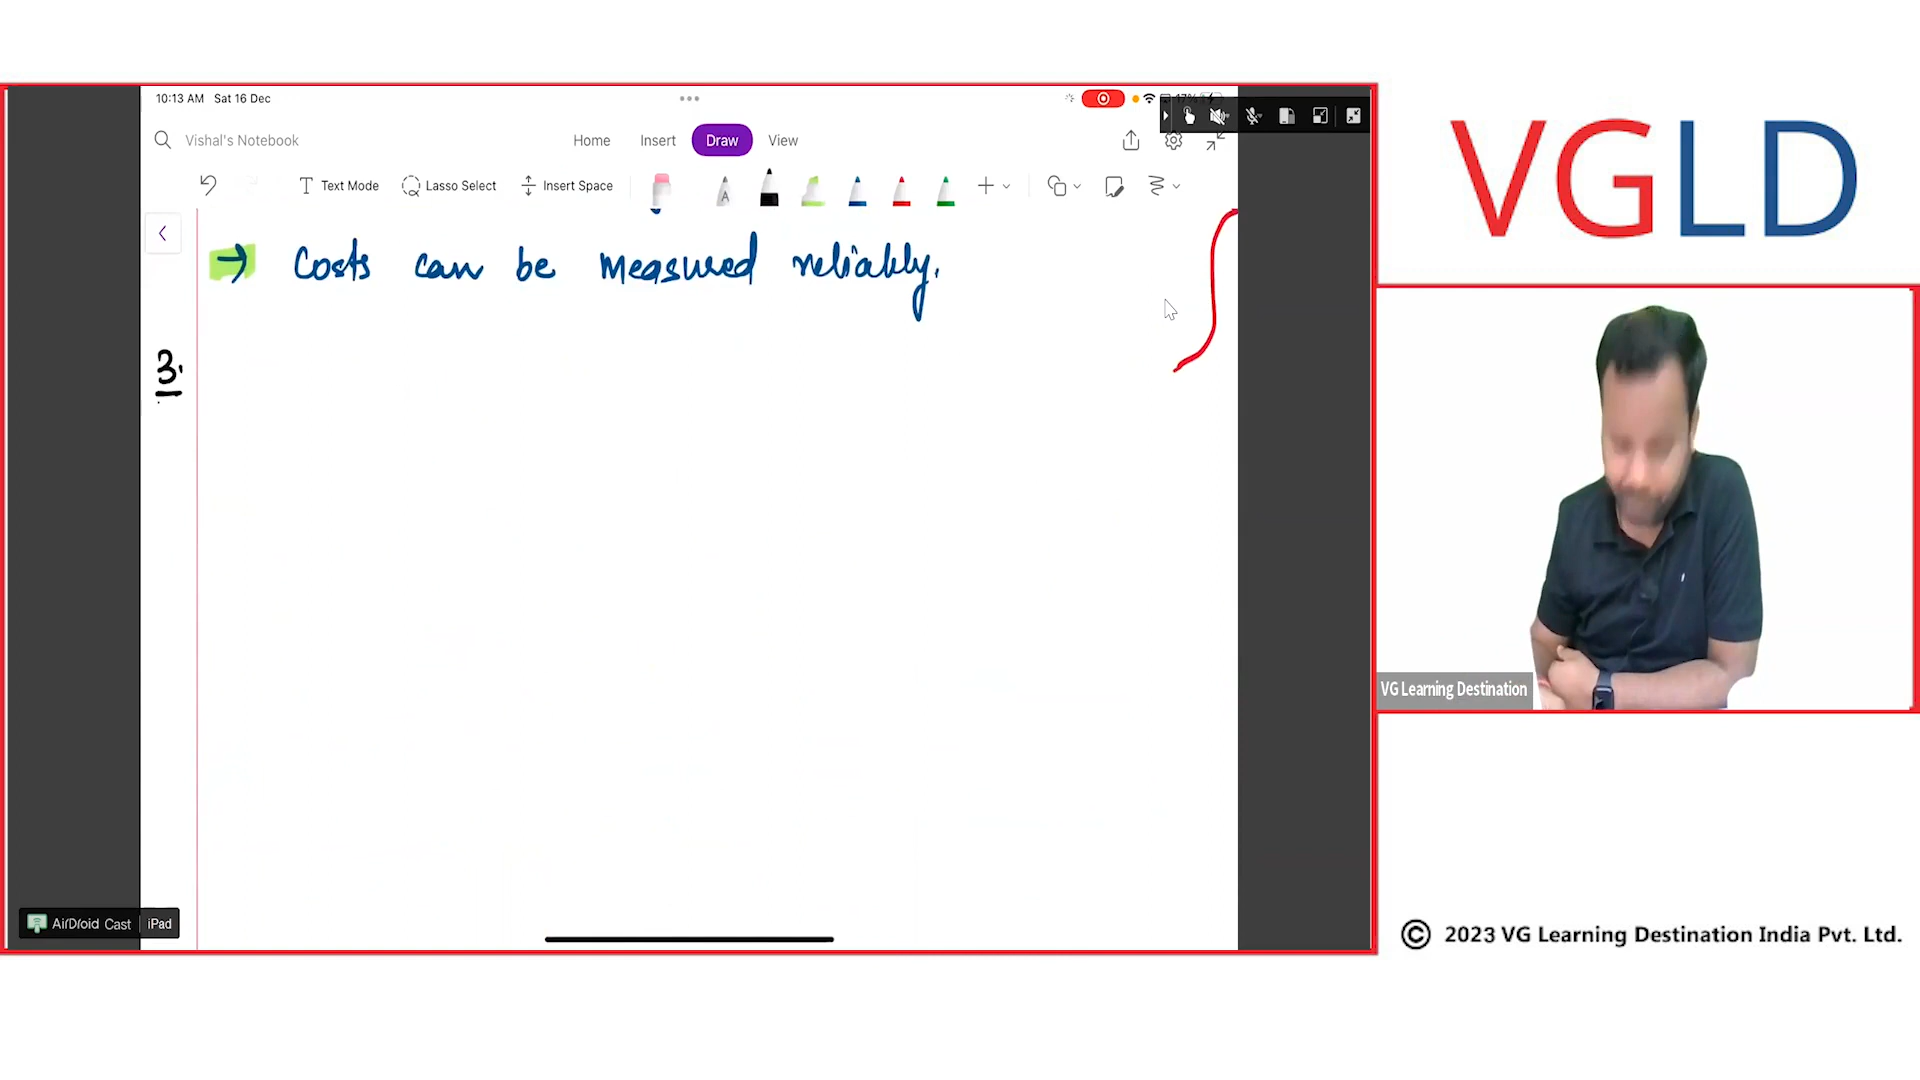 10:13 AM Sat 16 Dec
17%
Vishal's Notebook
Home Insert Draw View
Text Mode Lasso Select Insert Space
A
→ Costs can be measured reliably.
3.
VGLD
VG Learning Destination
AirDroid Cast iPad
© 2023 VG Learning Destination India Pvt. Ltd.